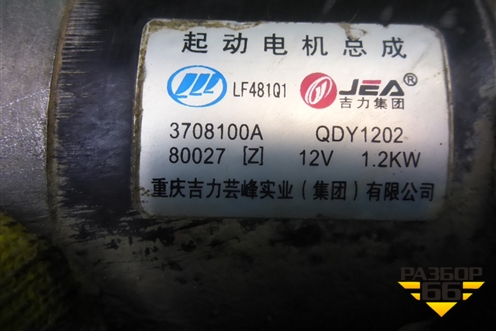 起动电机总成
LF481Q1 JEA®
吉力集团
3708100A QDY1202
80027 [Z] 12V 1.2KW
重庆吉力芸峰实业(集团)有限公司
РАЗБОР
66